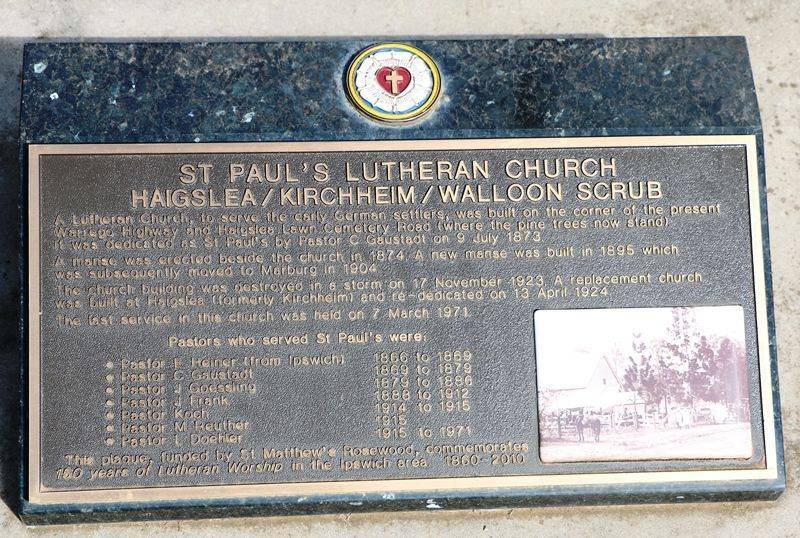 ST PAUL'S LUTHERAN CHURCH
HAIGSLEA / KIRCHHEIM / WALLOON SCRUB
A Lutheran Church, to serve the early German settlers, was built on the corner of the present
Warrego Highway and Haigslea Lawn Cemetery Road (where the pine trees now stand).
It was dedicated as St Paul's by Pastor C Gaustadt on 9 July 1873.
A manse was erected beside the church in 1874. A new manse was built in 1895 which
was subsequently moved to Marburg in 1904.
The church building was destroyed in a storm on 17 November 1923. A replacement church
was built at Haigslea (formerly Kirchheim) and re-dedicated on 13 April 1924.
The last service in this church was held on 7 March 1971.
Pastors who served St Paul's were:
• Pastor E Heiner (from Ipswich) 1866 to 1869
• Pastor C Gaustadt 1869 to 1879
• Pastor J Goessling 1879 to 1886
• Pastor J Frank 1888 to 1912
• Pastor Koch 1914 to 1915
• Pastor M Reuther 1915
• Pastor L Doehler 1915 to 1971
This plaque, funded by St Matthew's Rosewood, commemorates
150 years of Lutheran Worship in the Ipswich area 1860-2010